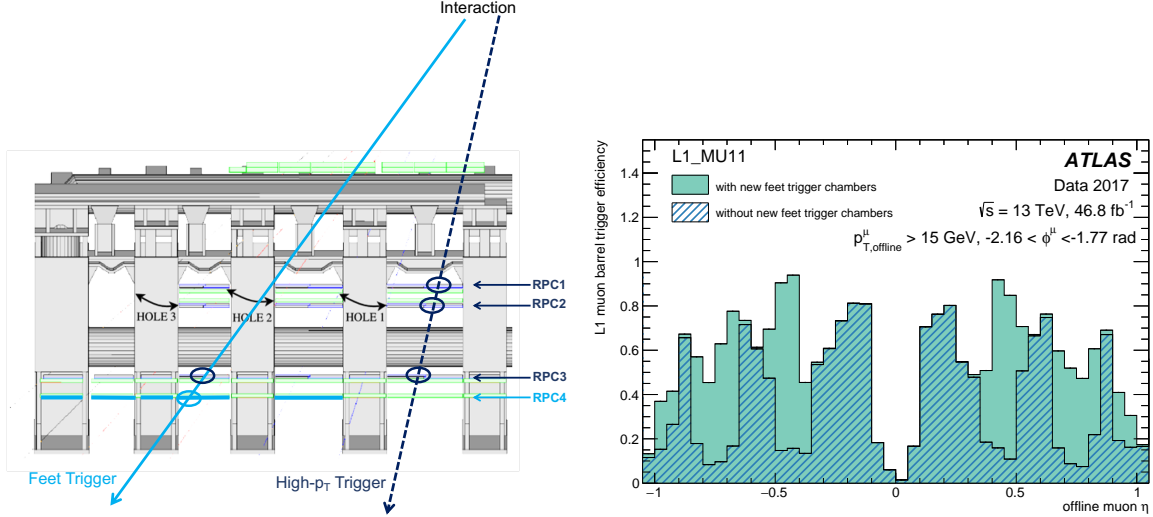 Interaction
RPC1
RPC2
HOLE 3
HOLE 2
HOLE 1
RPC3
RPC4
Feet Trigger
High-pT Trigger
L1 muon barrel trigger efficiency
1.4
1.2
1
0.8
0.6
0.4
0.2
0
L1_MU11
with new feet trigger chambers
without new feet trigger chambers
ATLAS
Data 2017
√s = 13 TeV, 46.8 fb⁻¹
p^μ_T,offline > 15 GeV, -2.16 < ϕ^μ <-1.77 rad
−1 −0.5 0 0.5 1
offline muon η